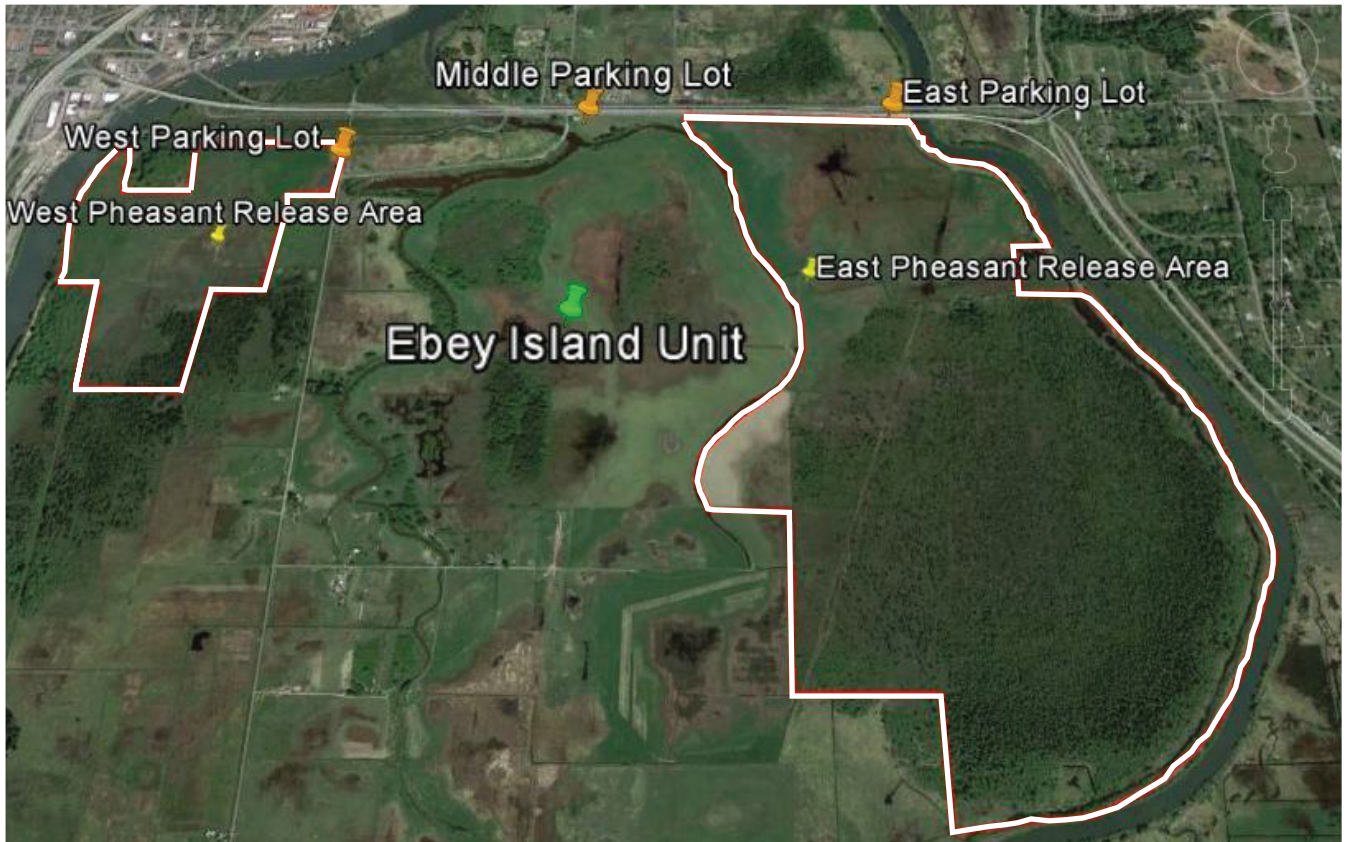 Middle Parking Lot
East Parking Lot
West Parking Lot
West Pheasant Release Area
East Pheasant Release Area
Ebey Island Unit